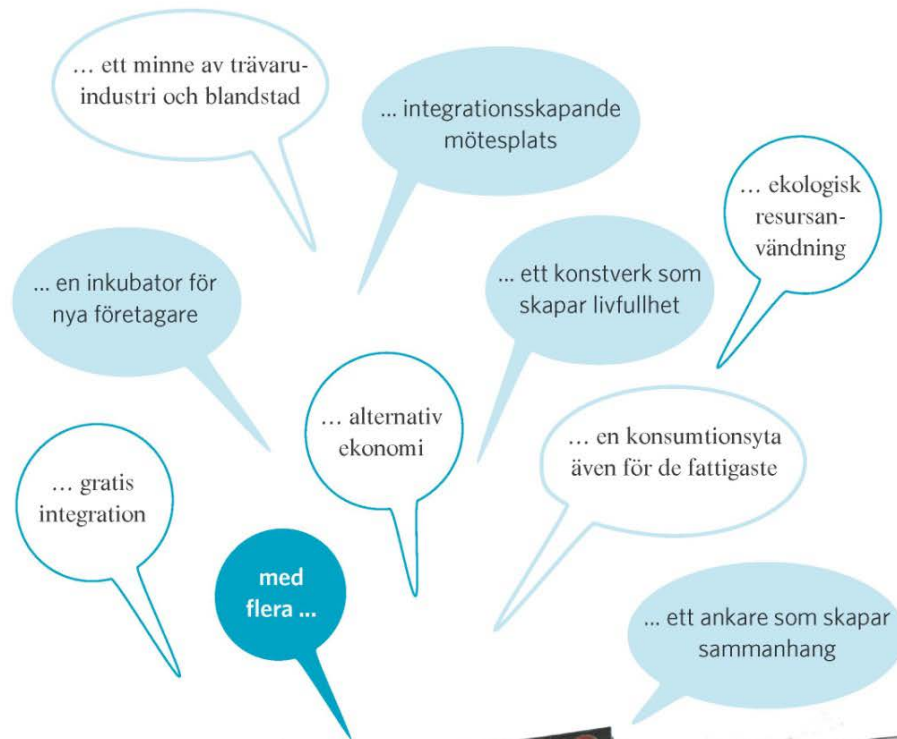 ... ett minne av trävaru-
industri och blandstad
... integrationsskapande
mötesplats
... ekologisk
resursan-
vändning
... en inkubator för
nya företagare
... ett konstverk som
skapar livfullhet
... alternativ
ekonomi
... en konsumtionsyta
även för de fattigaste
... gratis
integration
med
flera ...
... ett ankare som skapar
sammanhang